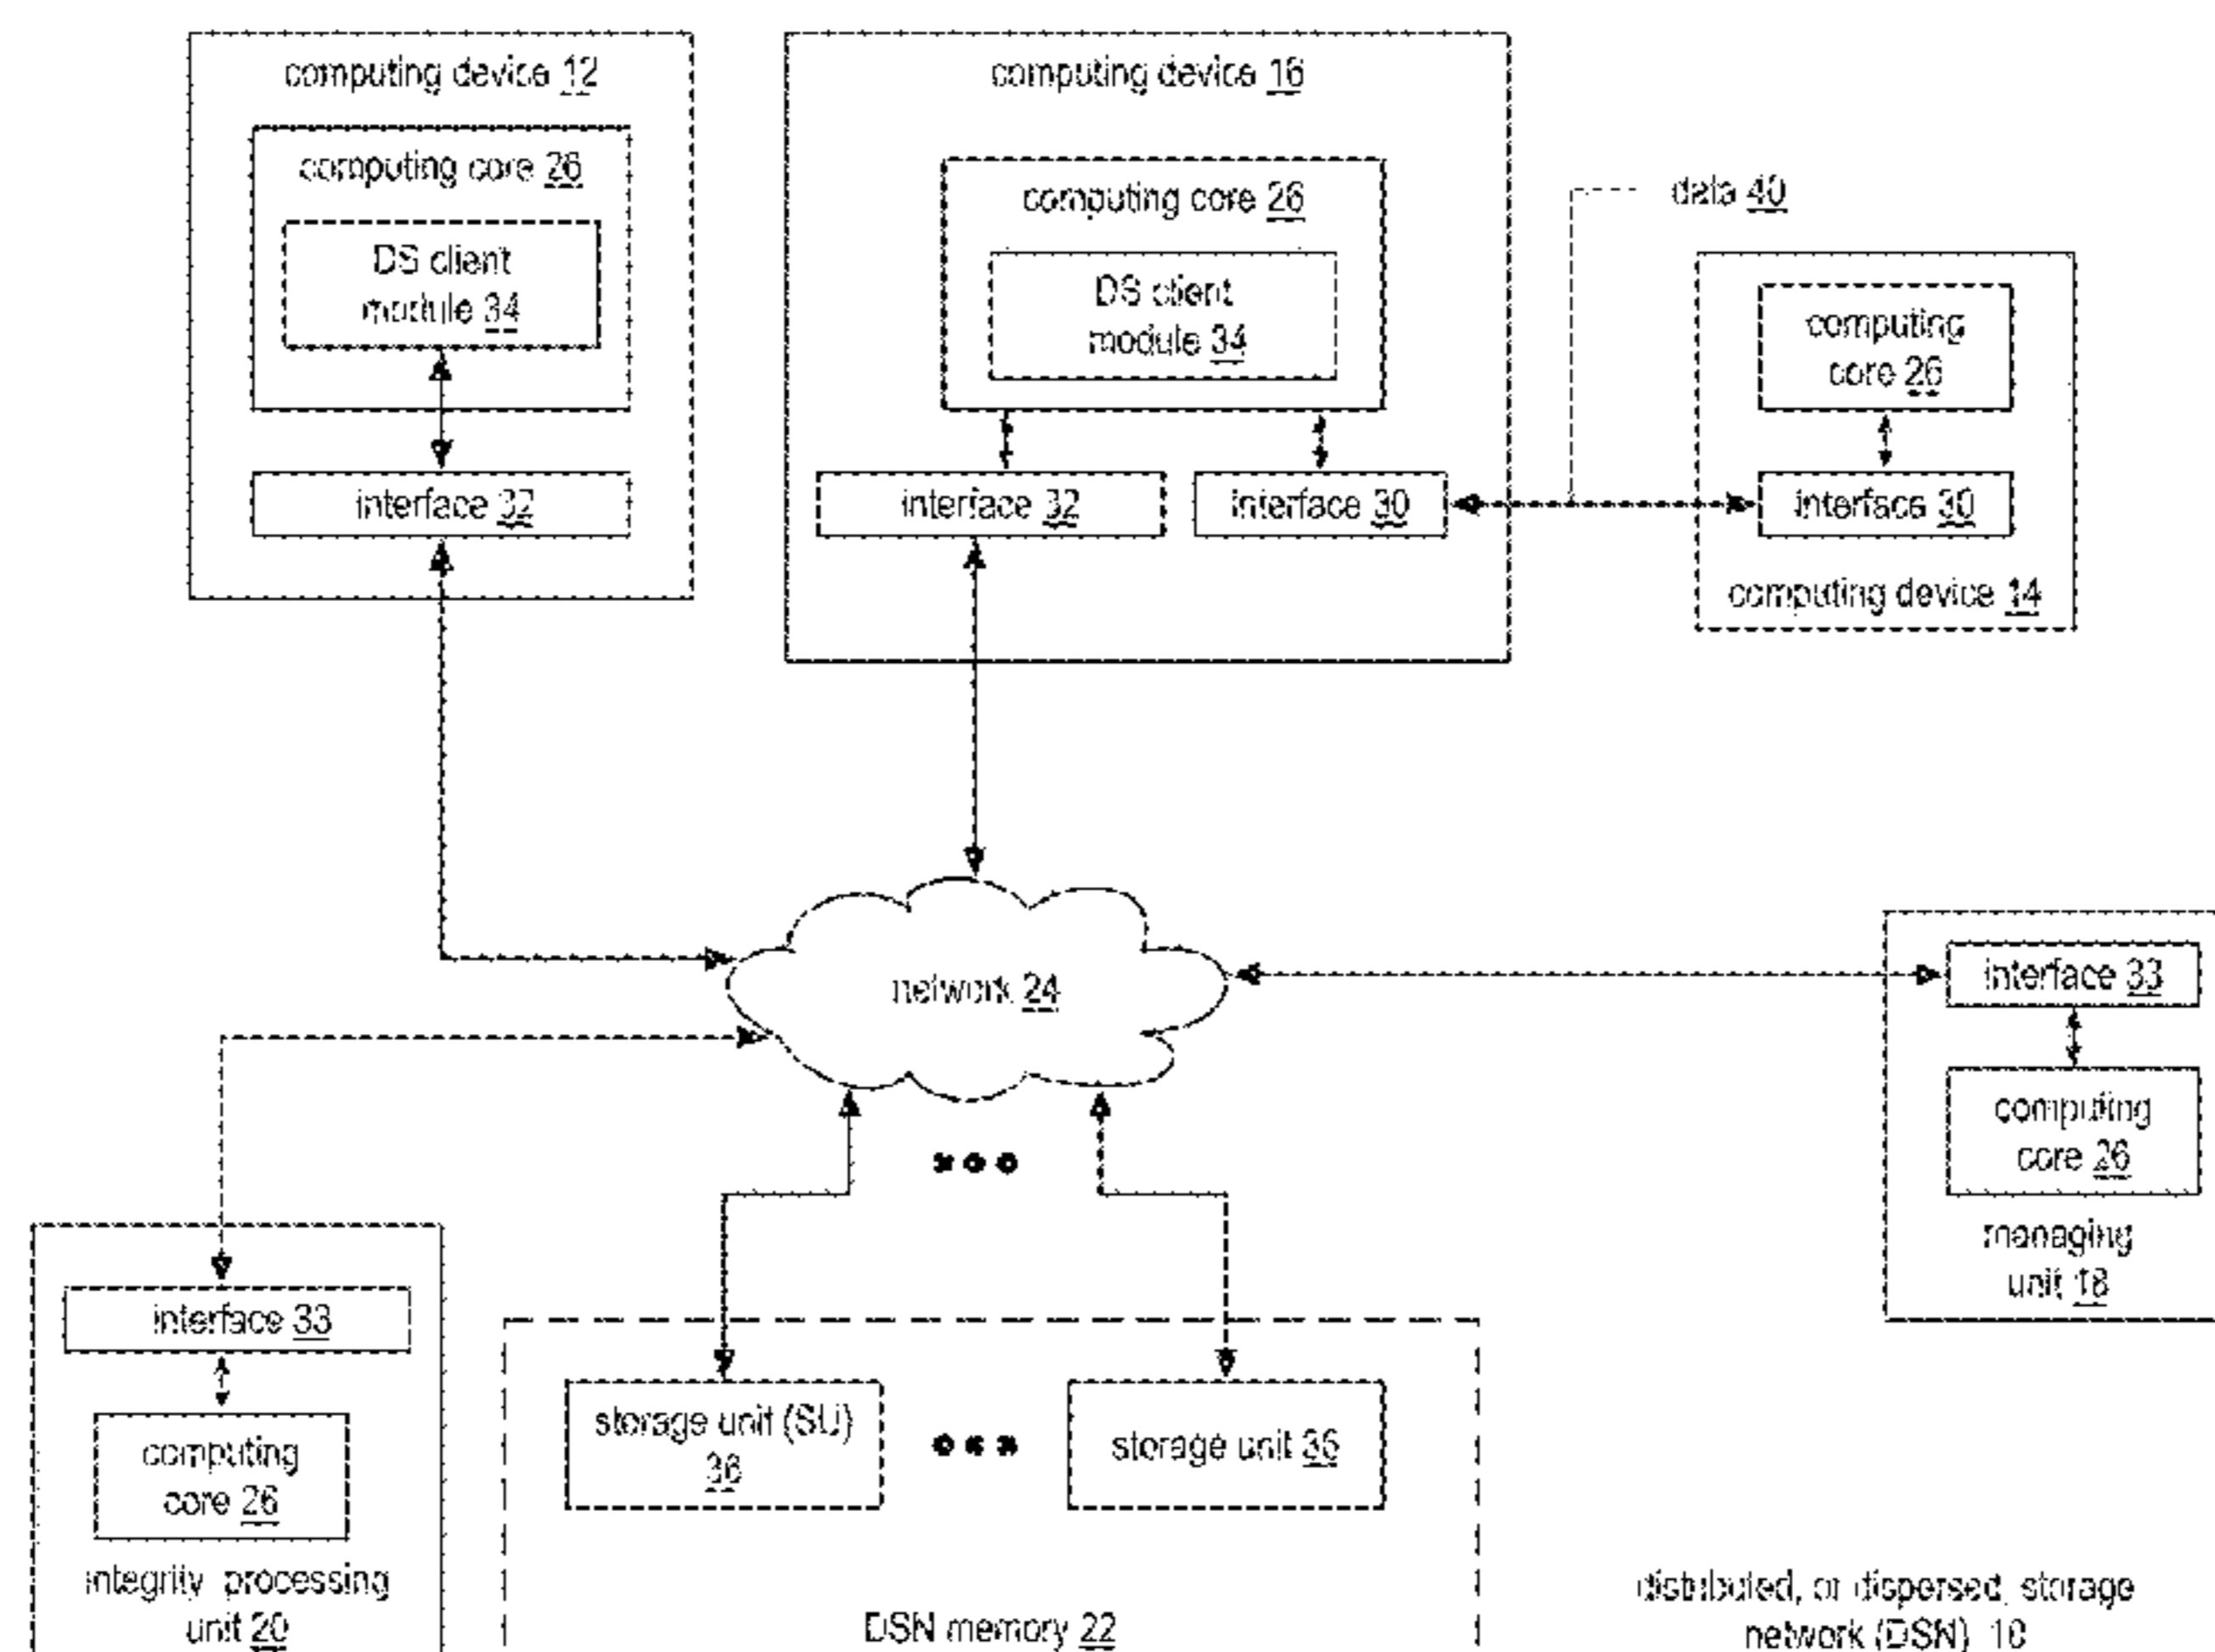 computing device 12
computing core 26
DS client
module 34
interface 32
computing device 16
computing core 26
DS client
module 34
interface 32
interface 30
data 40
computing
core 26
interface 30
computing device 14
network 24
interface 33
computing
core 26
managing
unit 18
interface 33
computing
core 26
integrity processing
unit 20
storage unit (SU)
36
storage unit 36
DSN memory 22
distributed, or dispersed, storage
network (DSN) 10